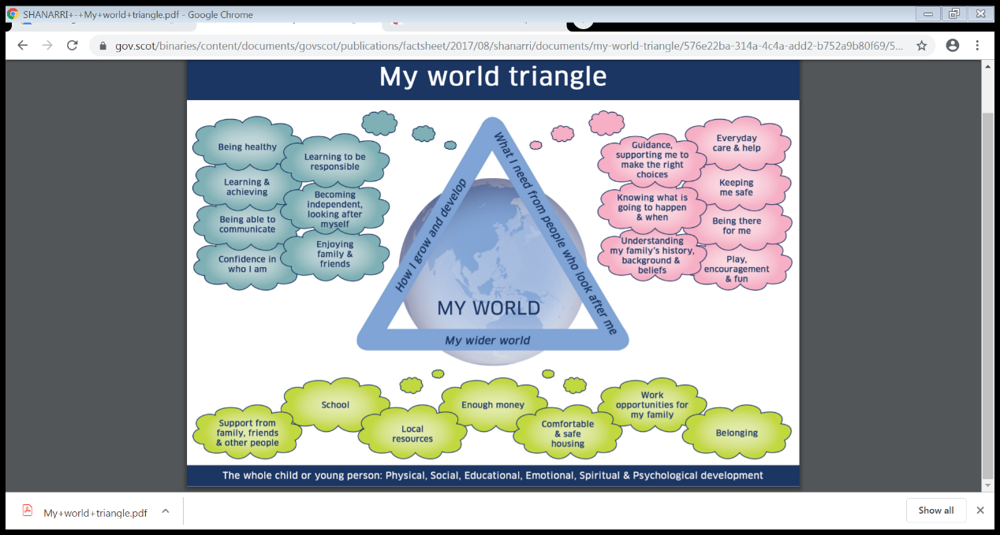 SHANARRI+-+My+world+triangle.pdf - Google Chrome
gov.scot/binaries/content/documents/govscot/publications/factsheet/2017/08/shanarri/documents/my-world-triangle/576e22ba-314a-4c4a-add2-b752a9b80f69/5...
My world triangle
Being healthy
Learning to be
responsible
Learning &
achieving
Becoming
independent,
looking after
myself
Being able to
communicate
Enjoying
family &
friends
Confidence in
who I am
How I grow and develop
What I need from people who look after me
MY WORLD
My wider world
Guidance,
supporting me to
make the right
choices
Everyday
care & help
Knowing what is
going to happen
& when
Keeping
me safe
Being there
for me
Understanding
my family's history,
background &
beliefs
Play,
encouragement
& fun
Support from
family, friends
& other people
School
Local
resources
Enough money
Comfortable
& safe
housing
Work
opportunities for
my family
Belonging
The whole child or young person: Physical, Social, Educational, Emotional, Spiritual & Psychological development
My+world+triangle.pdf
Show all